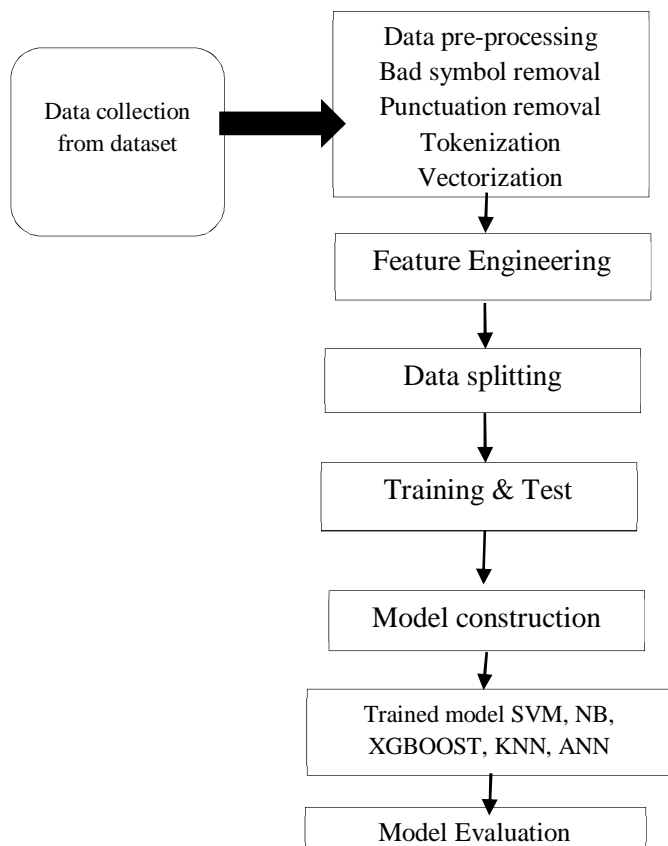 Data collection
from dataset
Data pre-processing
Bad symbol removal
Punctuation removal
Tokenization
Vectorization
Feature Engineering
Data splitting
Training & Test
Model construction
Trained model SVM, NB,
XGBOOST, KNN, ANN
Model Evaluation